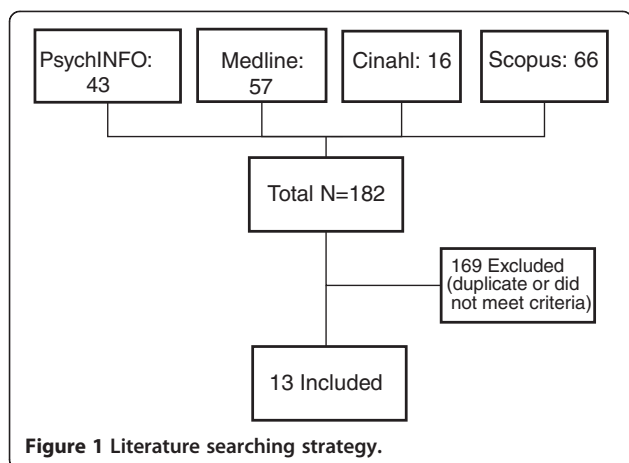 PsychINFO:
43
Medline:
57
Cinahl: 16
Scopus: 66
Total N=182
169 Excluded
(duplicate or did
not meet criteria)
13 Included
Figure 1 Literature searching strategy.